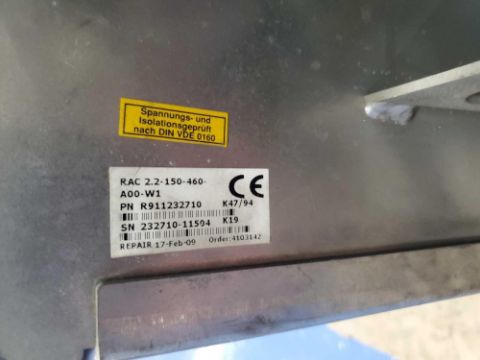 Spannungs- und
Isolationsgeprüft
nach DIN VDE 0160
RAC 2.2-150-460-
A00-W1
CE
PN R911232710 K47/94
SN 232710-11594 K19
REPAIR 17-Feb-09 Order:4103142